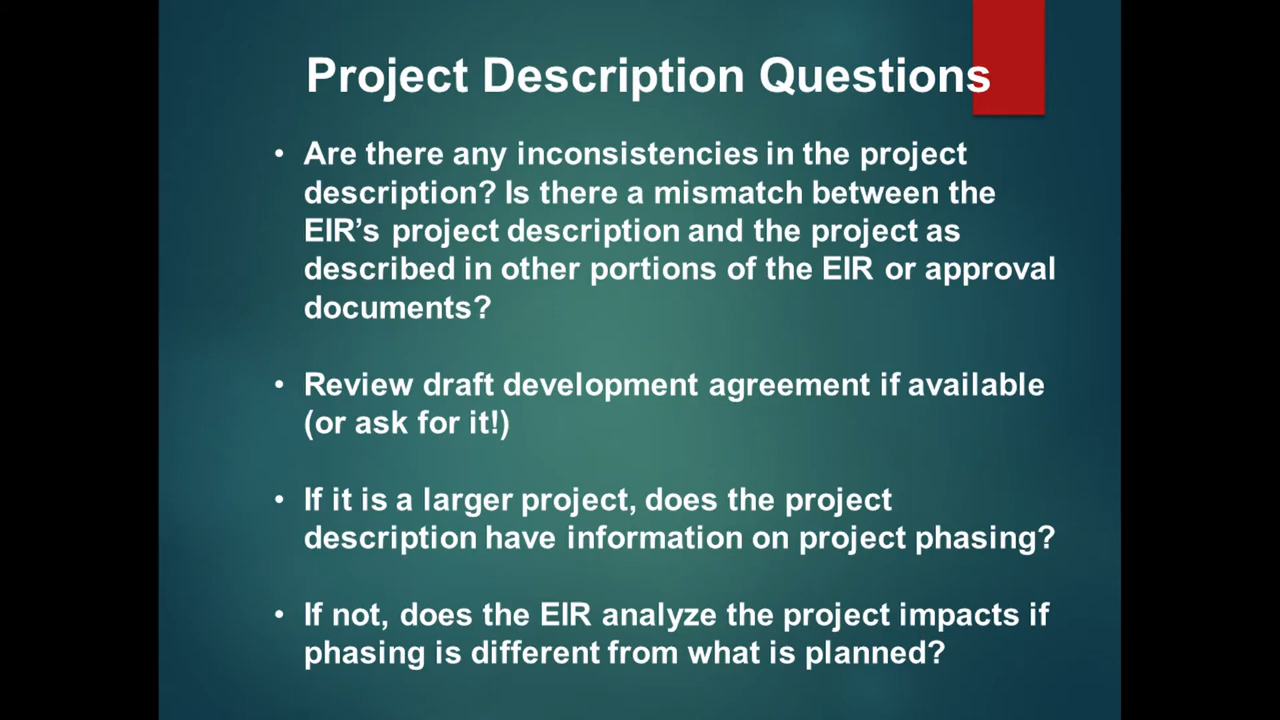 Project Description Questions
• Are there any inconsistencies in the project
description? Is there a mismatch between the
EIR’s project description and the project as
described in other portions of the EIR or approval
documents?
• Review draft development agreement if available
(or ask for it!)
• If it is a larger project, does the project
description have information on project phasing?
• If not, does the EIR analyze the project impacts if
phasing is different from what is planned?